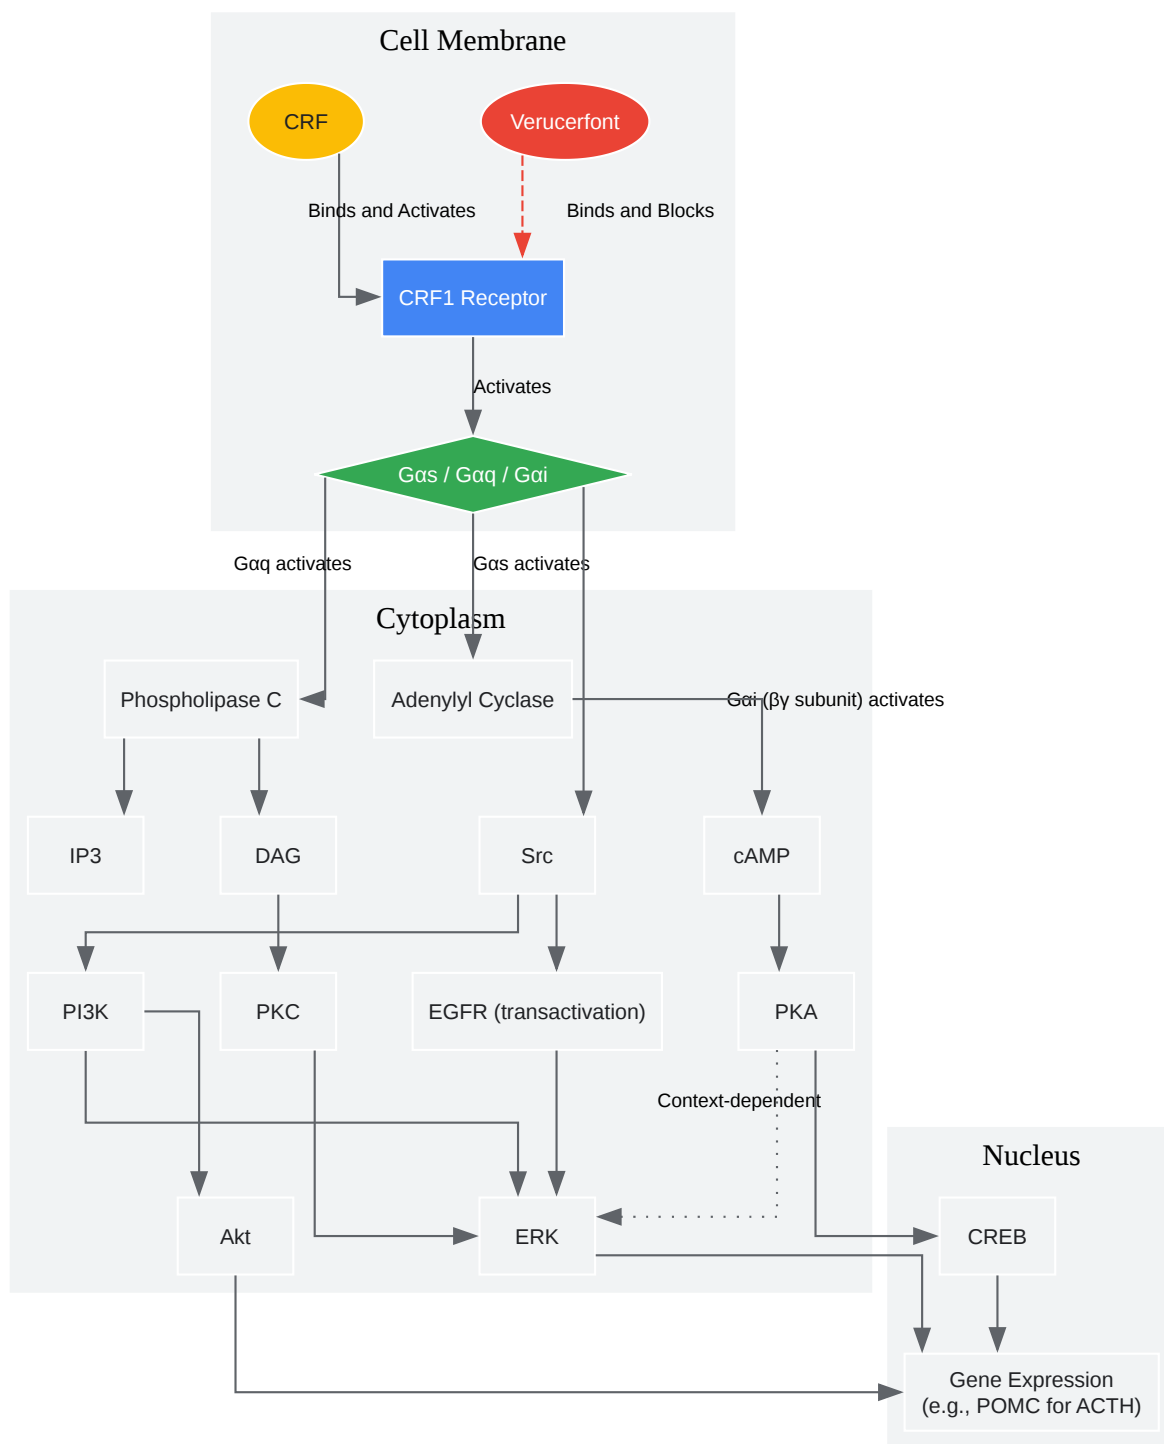 Cell Membrane
CRF
Verucerfont
Binds and Activates
Binds and Blocks
CRF1 Receptor
Activates
Gαs / Gαq / Gαi
Gαq activates
Gαs activates
Cytoplasm
Phospholipase C
Adenylyl Cyclase
Gαi (βγ subunit) activates
IP3
DAG
Src
cAMP
PI3K
PKC
EGFR (transactivation)
PKA
Context-dependent
Nucleus
Akt
ERK
CREB
Gene Expression
(e.g., POMC for ACTH)